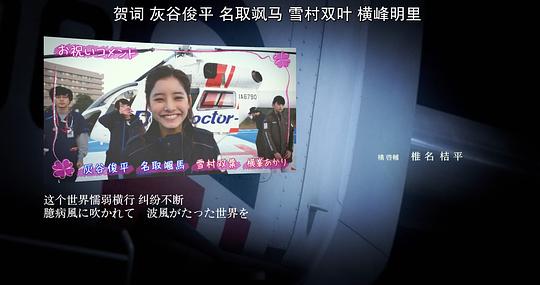 贺词 灰谷俊平 名取飒马 雪村双叶 横峰明里
お祝いコメント
IA6790
Doctor-
灰谷俊平 名取颯馬 雪村双葉 横峯あかり
椎名桔平
这个世界懦弱横行 纠纷不断
臆病風に吹かれて 波風がたった世界を